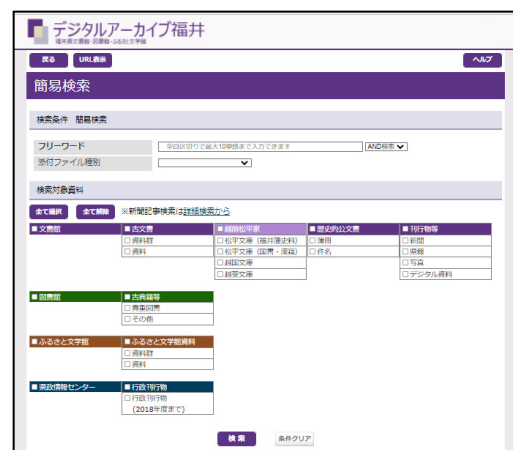 デジタルアーカイブ福井
福井県文書館・図書館・ふるさと文学館
戻る URL表示 ヘルプ
簡易検索
検索条件 簡易検索
フリーワード 空白区切りで最大10単語まで入力できます AND検索
添付ファイル種別
検索対象資料
全て選択 全て解除 ※新聞記事検索は詳細検索から
■文書館 ■古文書 ■越前松平家 ■歴史的公文書 ■刊行物等
□資料群 □松平文庫（福井藩史料） □簿冊 □新聞
□資料 □松平文庫（国書・漢籍） □件名 □県報
□越国文庫 □写真
□越葵文庫 □デジタル資料
■図書館 ■古典籍等
□貴重図書
□その他
■ふるさと文学館 ■ふるさと文学館資料
□資料群
□資料
■県政情報センター ■行政刊行物
□行政刊行物
(2018年度まで)
検索 条件クリア